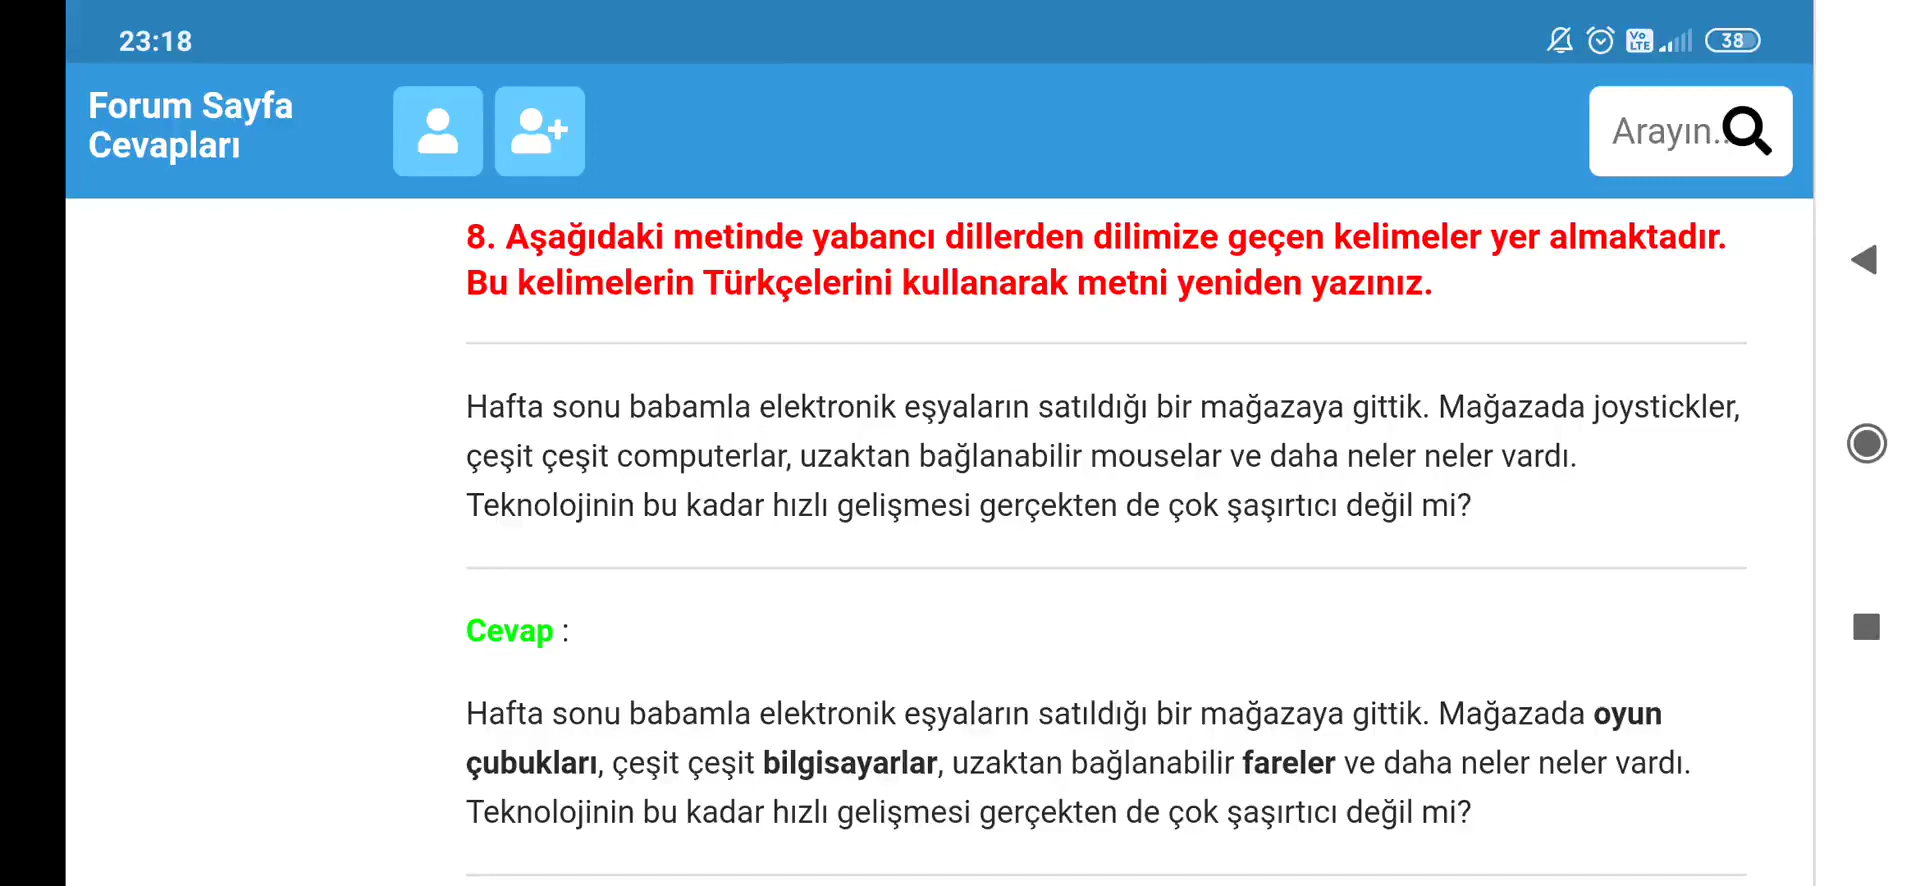 23:18
Vo LTE
38
Forum Sayfa
Cevapları
Arayın..
8. Aşağıdaki metinde yabancı dillerden dilimize geçen kelimeler yer almaktadır.
Bu kelimelerin Türkçelerini kullanarak metni yeniden yazınız.
Hafta sonu babamla elektronik eşyaların satıldığı bir mağazaya gittik. Mağazada joystickler,
çeşit çeşit computerlar, uzaktan bağlanabilir mouselar ve daha neler neler vardı.
Teknolojinin bu kadar hızlı gelişmesi gerçekten de çok şaşırtıcı değil mi?
Cevap :
Hafta sonu babamla elektronik eşyaların satıldığı bir mağazaya gittik. Mağazada oyun
çubukları, çeşit çeşit bilgisayarlar, uzaktan bağlanabilir fareler ve daha neler neler vardı.
Teknolojinin bu kadar hızlı gelişmesi gerçekten de çok şaşırtıcı değil mi?